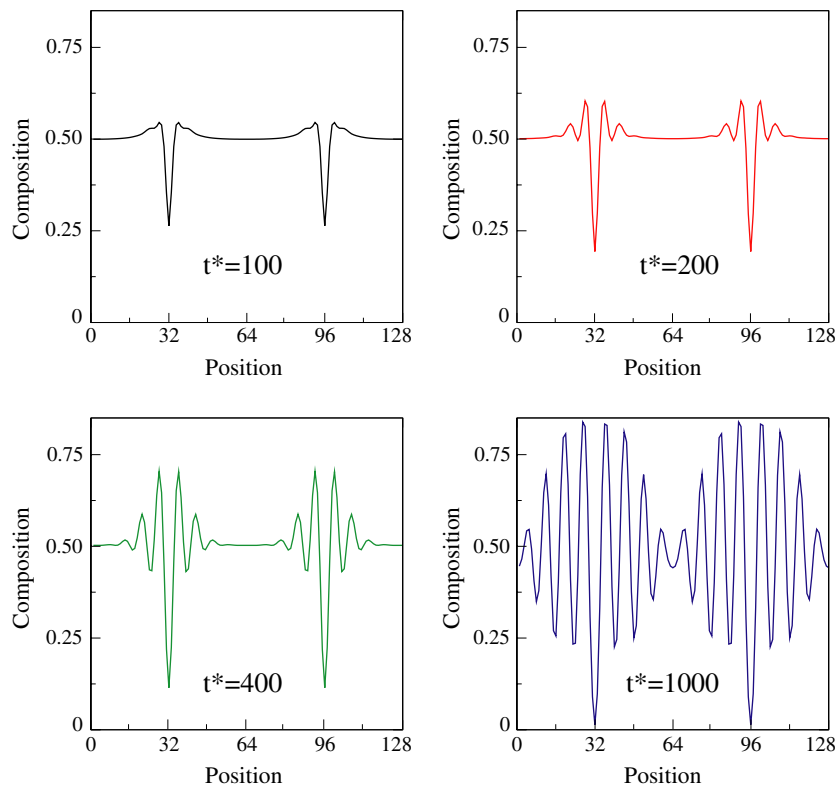 0.75
0.50
0.25
0
Composition
t*=100
0 32 64 96 128
Position
0.75
0.50
0.25
0
Composition
t*=200
0 32 64 96 128
Position
0.75
0.50
0.25
0
Composition
t*=400
0 32 64 96 128
Position
0.75
0.50
0.25
0
Composition
t*=1000
0 32 64 96 128
Position